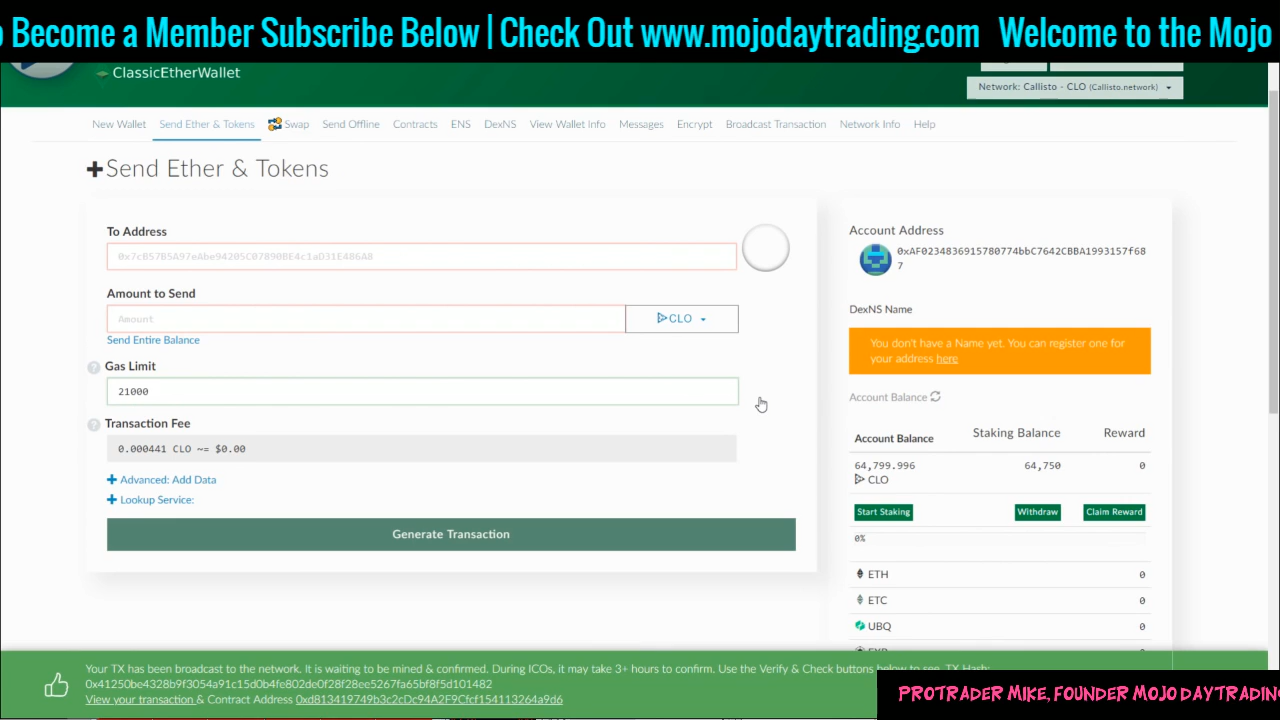 Become a Member Subscribe Below | Check Out www.mojodaytrading.com Welcome to the Mojo
ClassicEtherWallet
Network: Callisto - CLO (Callisto.network)
New Wallet Send Ether & Tokens Swap Send Offline Contracts ENS DexNS View Wallet Info Messages Encrypt Broadcast Transaction Network Info Help
Send Ether & Tokens
To Address
0x7cB57B5A97eAbe94205C07890BE4c1aD31E486A8
Amount to Send
Amount
CLO
Send Entire Balance
Gas Limit
21000
Transaction Fee
0.000441 CLO ~= $0.00
Advanced: Add Data
Lookup Service:
Generate Transaction
Account Address
0xAF0234836915780774bbC7642CBBA1993157f68
7
DexNS Name
You don't have a Name yet. You can register one for
your address here
Account Balance
Account Balance Staking Balance Reward
64,799.996 64,750 0
CLO
Start Staking Withdraw Claim Reward
0%
ETH 0
ETC 0
UBQ 0
Your TX has been broadcast to the network. It is waiting to be mined & confirmed. During ICOs, it may take 3+ hours to confirm. Use the Verify & Check buttons below to see. TX Hash:
0x41250be4328b9f3054a91c15d0b4fe802de0f28f28ee5267fa65bf8f5d101482
View your transaction & Contract Address 0xd813419749b3c2cDc94A2F9Cfcf154113264a9d6
PROTRADER MIKE, FOUNDER MOJO DAYTRADING